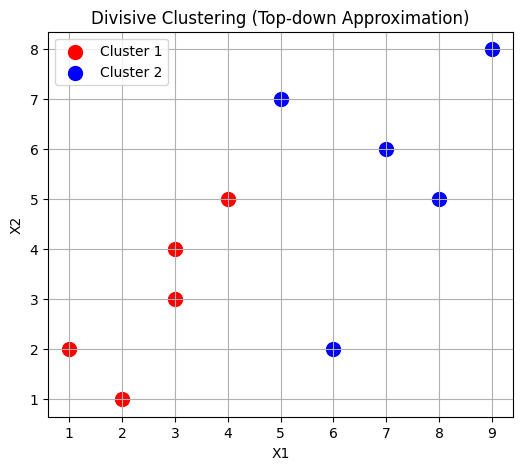 Divisive Clustering (Top-down Approximation)
Cluster 1
Cluster 2
8
7
6
5
4
3
2
1
X2
1 2 3 4 5 6 7 8 9
X1